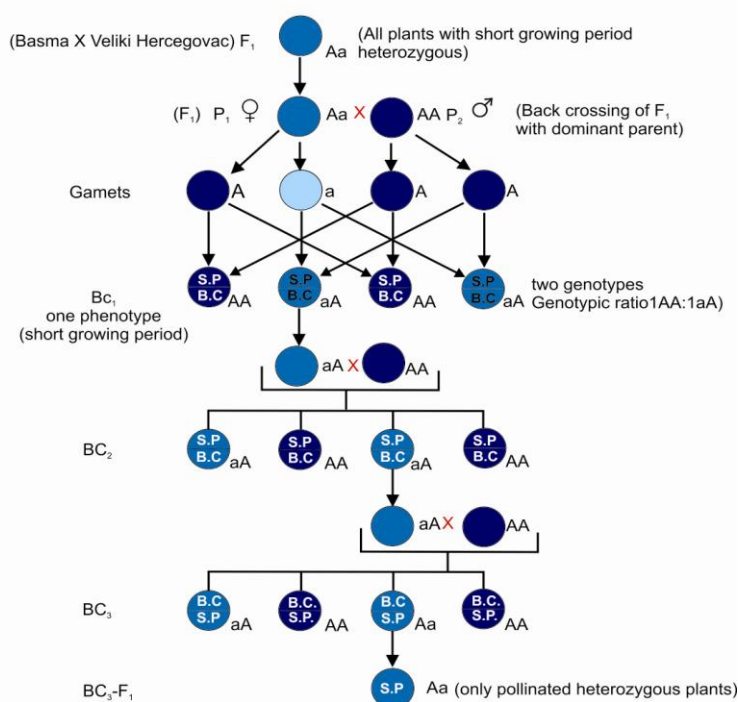 (Basma X Veliki Hercegovac) F₁
Aa
(All plants with short growing period
heterozygous)
(F₁) P₁ ♀
Aa X AA P₂ ♂
(Back crossing of F₁
with dominant parent)
Gamets
A a A A
S.P S.P S.P S.P
B.C AA B.C aA B.C AA B.C aA
Bc₁
one phenotype
(short growing period)
two genotypes
Genotypic ratio1AA:1aA)
aA X AA
BC₂
S.P S.P S.P S.P
B.C aA B.C AA B.C aA B.C AA
aA X AA
BC₃
B.C B.C. B.C B.C.
S.P aA S.P. AA S.P Aa S.P. AA
BC₃-F₁
S.P Aa (only pollinated heterozygous plants)